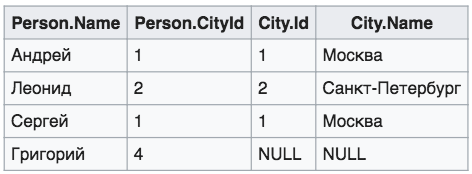 Person.Name Person.CityId City.Id City.Name
Андрей 1 1 Москва
Леонид 2 2 Санкт-Петербург
Сергей 1 1 Москва
Григорий 4 NULL NULL